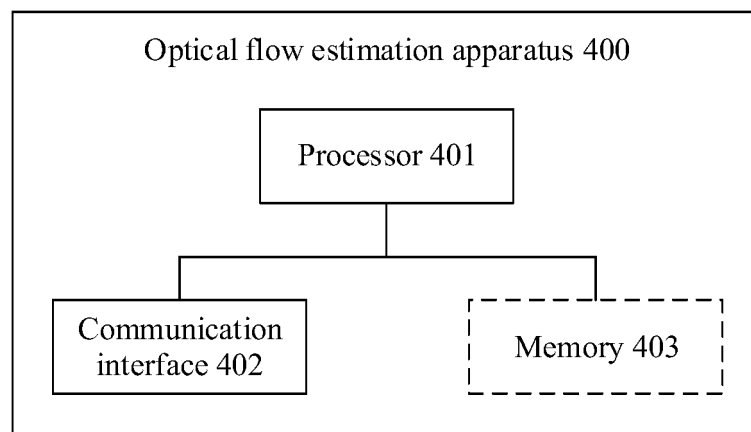 Optical flow estimation apparatus 400
Processor 401
Communication
interface 402
Memory 403